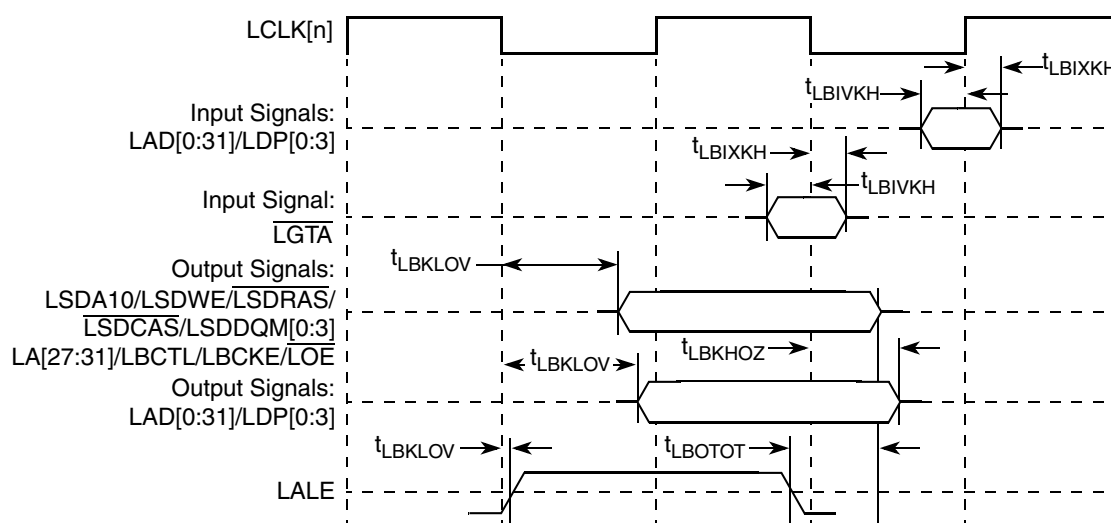 LCLK[n]
tLBIXKH
tLBIVKH
Input Signals:
LAD[0:31]/LDP[0:3]
tLBIXKH
tLBIVKH
Input Signal:
LGTA
tLBKLOV
Output Signals:
LSDA10/LSDWE/LSDRAS/
LSDCAS/LSDDQM[0:3]
LA[27:31]/LBCTL/LBCKE/LOE
tLBKHOZ
tLBKLOV
Output Signals:
LAD[0:31]/LDP[0:3]
tLBKLOV
tLBOTOT
LALE